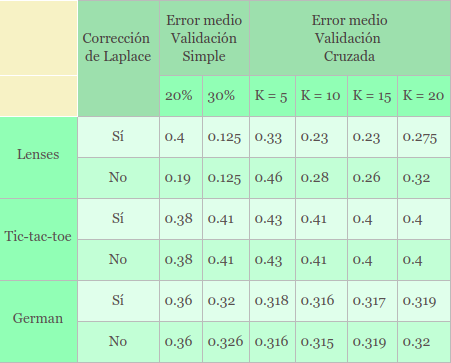 Corrección de Laplace Error medio Validación Simple Error medio Validación Cruzada
20% 30% K = 5 K = 10 K = 15 K = 20
Lenses Sí 0.4 0.125 0.33 0.23 0.23 0.275
No 0.19 0.125 0.46 0.28 0.26 0.32
Tic-tac-toe Sí 0.38 0.41 0.43 0.41 0.4 0.4
No 0.38 0.41 0.43 0.41 0.4 0.4
German Sí 0.36 0.32 0.318 0.316 0.317 0.319
No 0.36 0.326 0.316 0.315 0.319 0.32